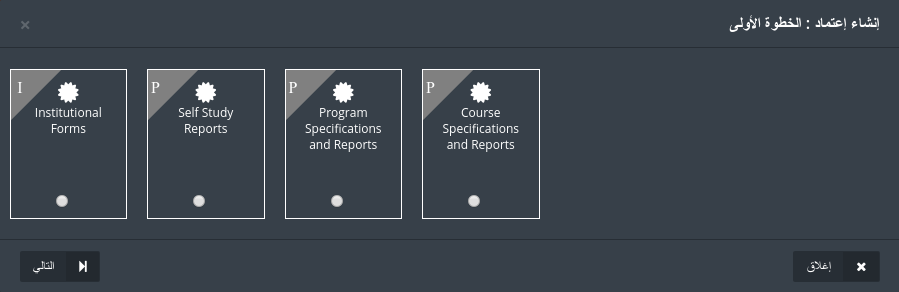 إنشاء إعتماد : الخطوة الأولى
×
I
Institutional
Forms
P
Self Study
Reports
P
Program
Specifications
and Reports
P
Course
Specifications
and Reports
التالي
إغلاق